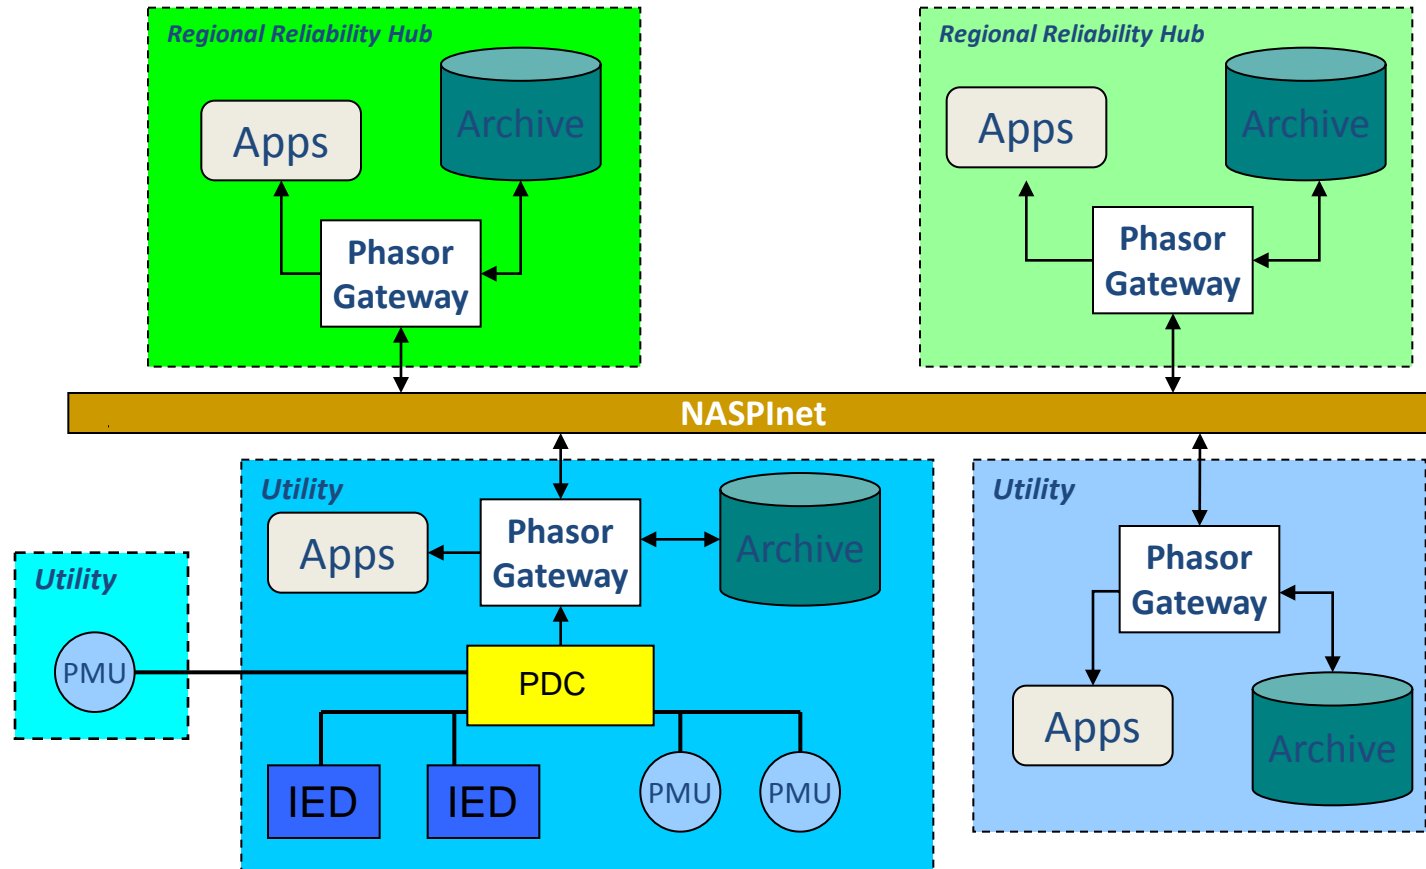 Regional Reliability Hub
Apps
Archive
Phasor
Gateway
Regional Reliability Hub
Apps
Archive
Phasor
Gateway
NASPInet
Utility
Apps
Phasor
Gateway
Archive
Utility
PMU
PDC
IED
IED
PMU
PMU
Utility
Phasor
Gateway
Apps
Archive